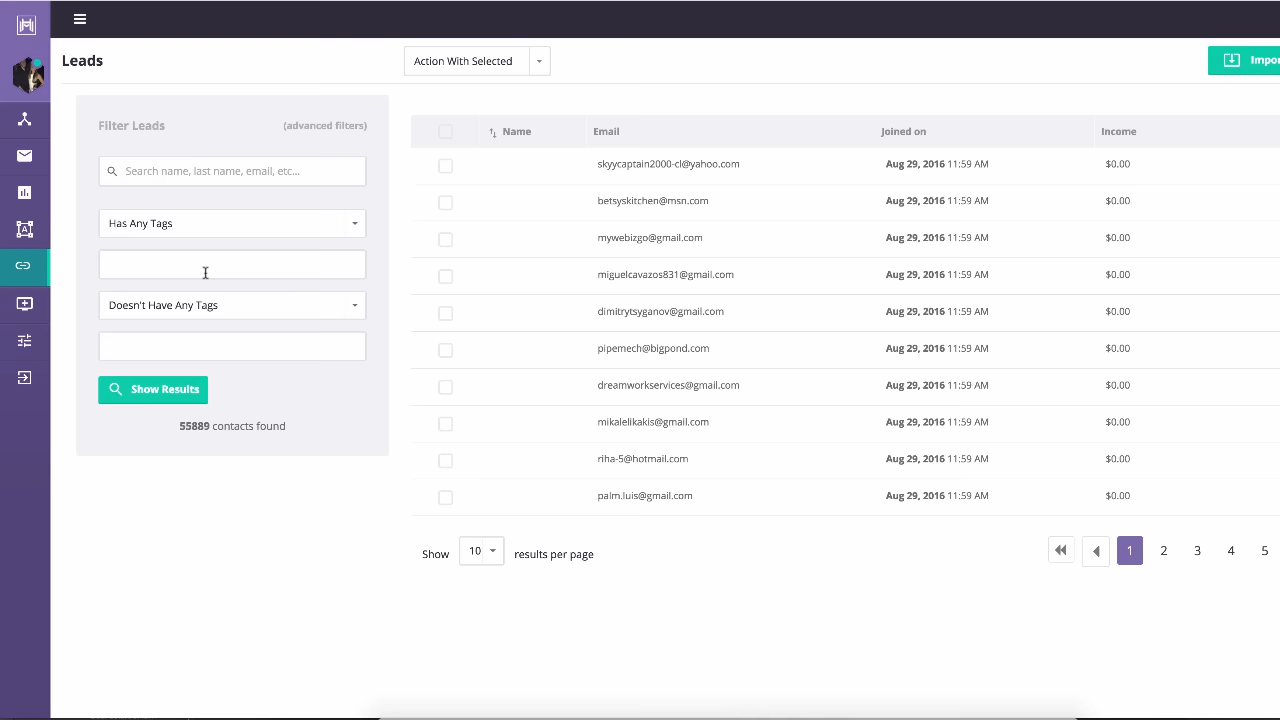 Leads
Action With Selected
Impor
Filter Leads
(advanced filters)
Search name, last name, email, etc...
Has Any Tags
Doesn't Have Any Tags
Show Results
55889 contacts found
Name Email Joined on Income
skyycaptain2000-cl@yahoo.com Aug 29, 2016 11:59 AM $0.00
betsyskitchen@msn.com Aug 29, 2016 11:59 AM $0.00
mywebizgo@gmail.com Aug 29, 2016 11:59 AM $0.00
miguelcavazos831@gmail.com Aug 29, 2016 11:59 AM $0.00
dimitrytsyganov@gmail.com Aug 29, 2016 11:59 AM $0.00
pipemech@bigpond.com Aug 29, 2016 11:59 AM $0.00
dreamworkservices@gmail.com Aug 29, 2016 11:59 AM $0.00
mikalelikakis@gmail.com Aug 29, 2016 11:59 AM $0.00
riha-5@hotmail.com Aug 29, 2016 11:59 AM $0.00
palm.luis@gmail.com Aug 29, 2016 11:59 AM $0.00
Show 10 results per page
1 2 3 4 5